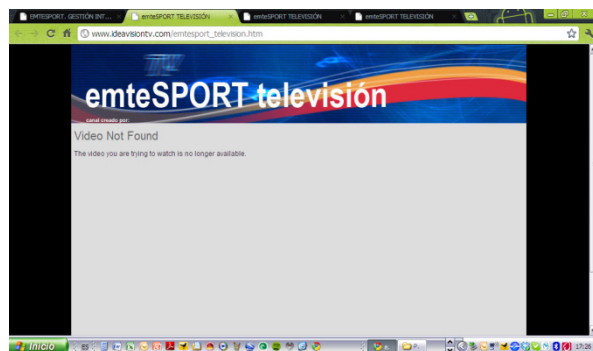 EMTESPORT. GESTIÓN INT...
emteSPORT TELEVISIÓN
emteSPORT TELEVISIÓN
emteSPORT TELEVISIÓN
www.ideavisiontv.com/emtesport_television.htm
emteSPORT televisión
canal creado por:
Video Not Found
The video you are trying to watch is no longer available.
Inicio
17:26